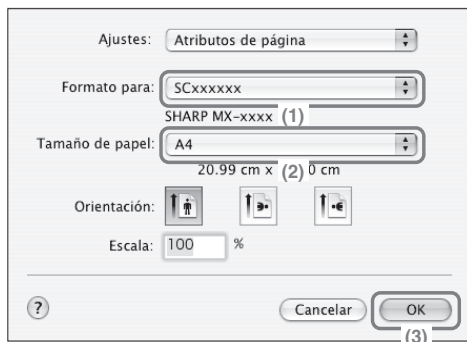 Ajustes: Atributos de página
Formato para: SCxxxxxx
SHARP MX-xxxx (1)
Tamaño de papel: A4
20.99 cm x (2) 0 cm
Orientación:
Escala: 100 %
? Cancelar OK
(3)